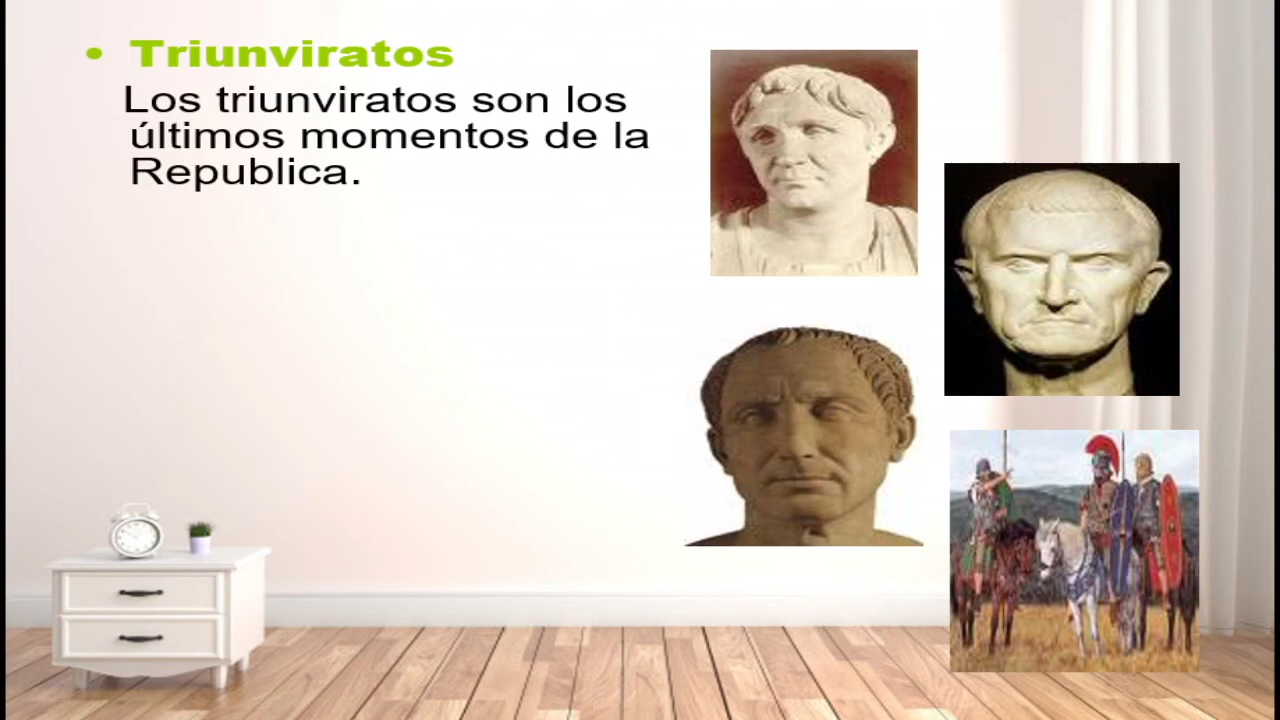 • Triunviratos
Los triunviratos son los
últimos momentos de la
Republica.